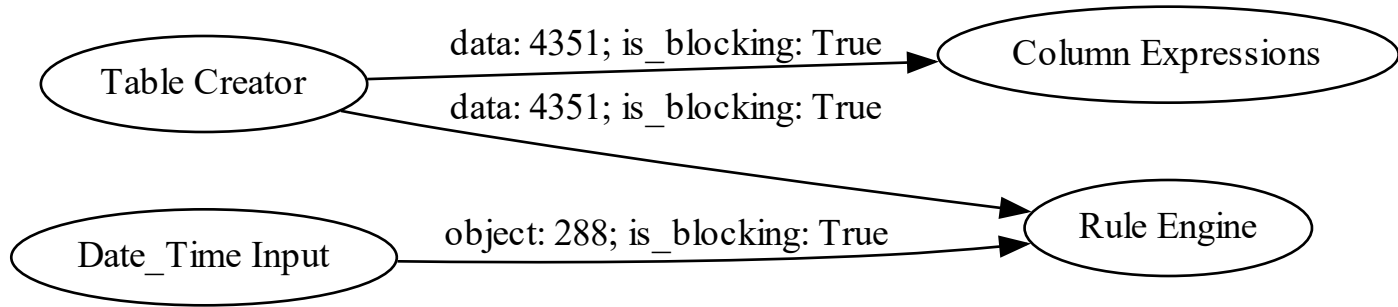 data: 4351; is_blocking: True
Column Expressions
Table Creator
data: 4351; is_blocking: True
Rule Engine
object: 288; is_blocking: True
Date_Time Input